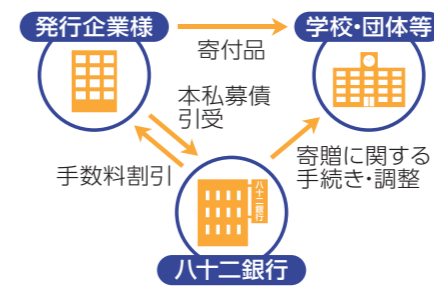 発行企業様
学校・団体等
寄付品
本私募債
引受
手数料割引
寄贈に関する
手続き・調整
八十二銀行
八十二銀行